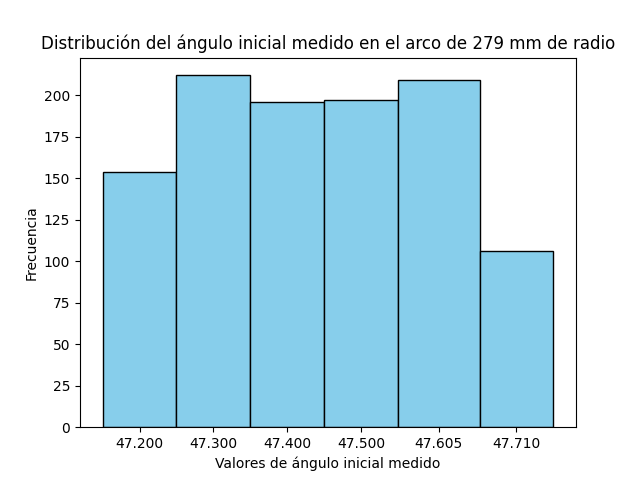 Distribución del ángulo inicial medido en el arco de 279 mm de radio
Frecuencia
200
175
150
125
100
75
50
25
0
47.200 47.300 47.400 47.500 47.605 47.710
Valores de ángulo inicial medido